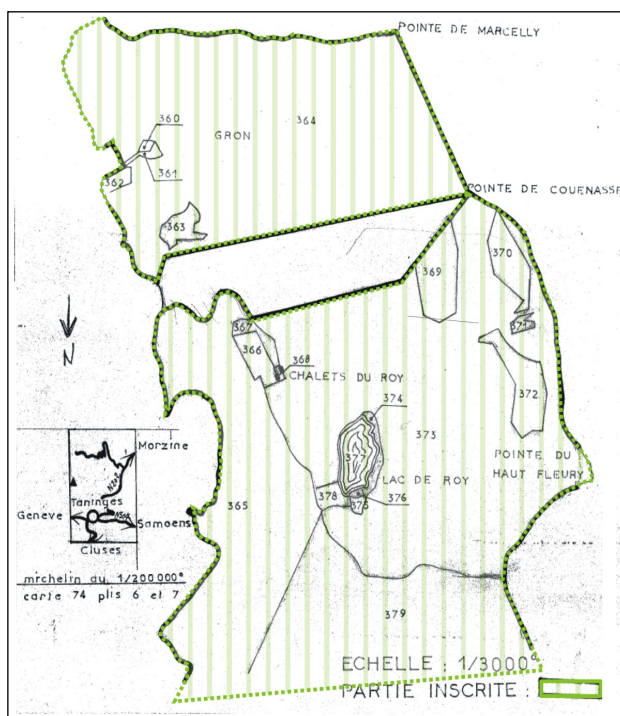 POINTE DE MARCELLY
360
364
GRON
361
362
POINTE DE COUENASSE
363
370
369
371
367
366
368
CHALETS DU ROY
372
374
373
N
Morzine
377
POINTE DU
HAUT FLEURY
LAC DE ROY
378
375
376
365
Taninges
Genève
Samoens
Cluses
michelin au 1/200 000°
carte 74 plis 6 et 7
379
ECHELLE : 1/3000°
PARTIE INSCRITE :